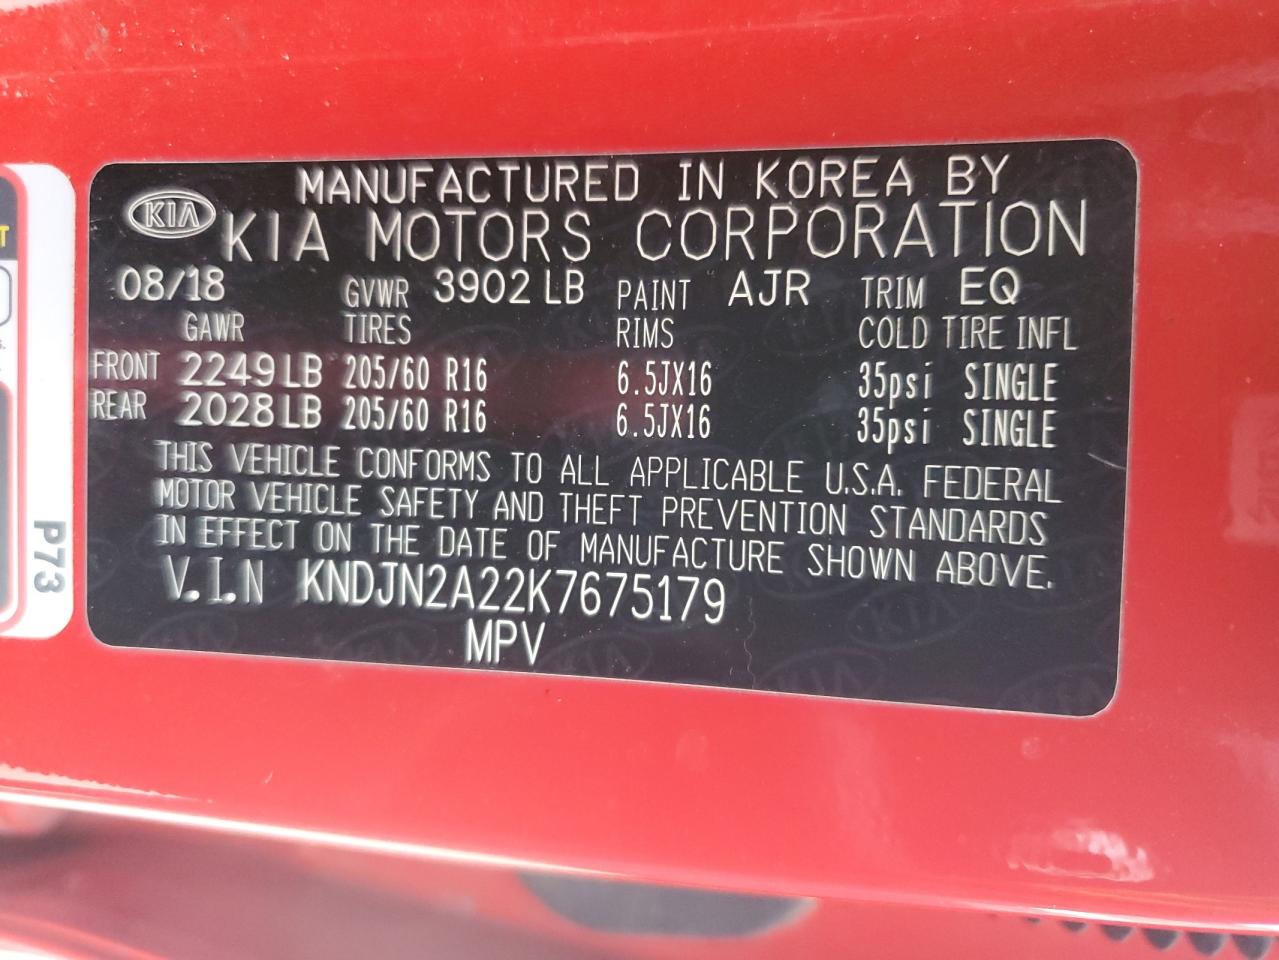 KIA
MANUFACTURED IN KOREA BY
KIA MOTORS CORPORATION
08/18 GVWR 3902 LB PAINT AJR TRIM EQ
GAWR TIRES RIMS COLD TIRE INFL
FRONT 2249 LB 205/60 R16 6.5JX16 35psi SINGLE
REAR 2028 LB 205/60 R16 6.5JX16 35psi SINGLE
THIS VEHICLE CONFORMS TO ALL APPLICABLE U.S.A. FEDERAL
MOTOR VEHICLE SAFETY AND THEFT PREVENTION STANDARDS
IN EFFECT ON THE DATE OF MANUFACTURE SHOWN ABOVE.
V.I.N KNDJN2A22K7675179
MPV
P73